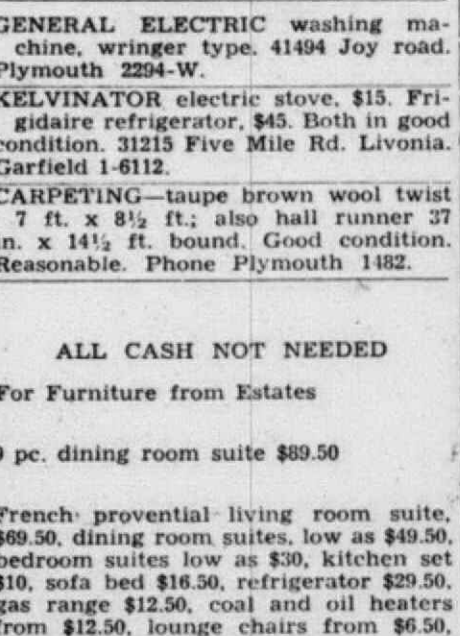 GENERAL ELECTRIC washing ma-
chine, wringer type. 41494 Joy road.
Plymouth 2294-W.
KELVINATOR electric stove, $15. Fri-
gidaire refrigerator, $45. Both in good
condition. 31215 Five Mile Rd. Livonia.
Garfield 1-6112.
CARPETING—taupe brown wool twist
7 ft. x 8½ ft.; also hall runner 37
in. x 14½ ft. bound. Good condition.
Reasonable. Phone Plymouth 1482.
ALL CASH NOT NEEDED
For Furniture from Estates
9 pc. dining room suite $89.50
French provential living room suite,
$69.50, dining room suites, low as $49.50,
bedroom suites low as $30, kitchen set
$10, sofa bed $16.50, refrigerator $29.50,
gas range $12.50, coal and oil heaters
from $12.50, lounge chairs from $6.50,